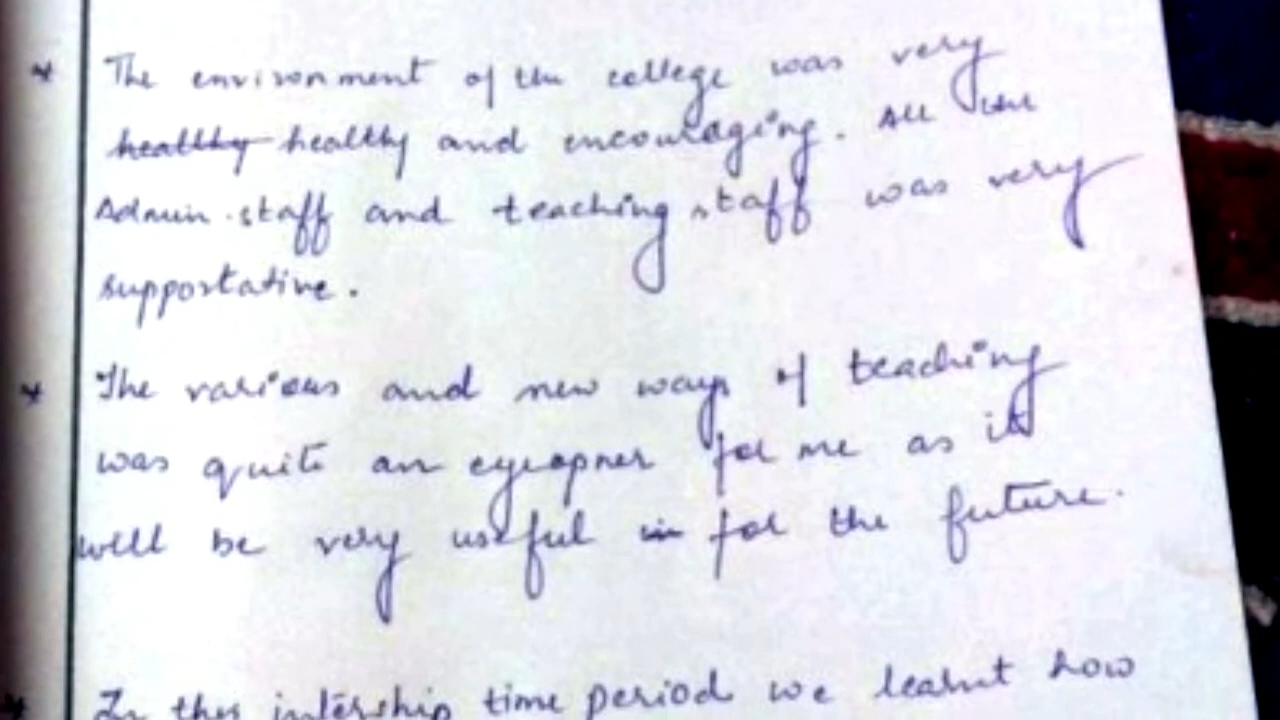 * The environment of the college was very
healthy healthy and encouraging. All the
Admin staff and teaching staff was very
supportative.
* The various and new ways of teaching
was quite an eyeopner for me as it
will be very useful in for the future.
* In this intership time period we learnt how